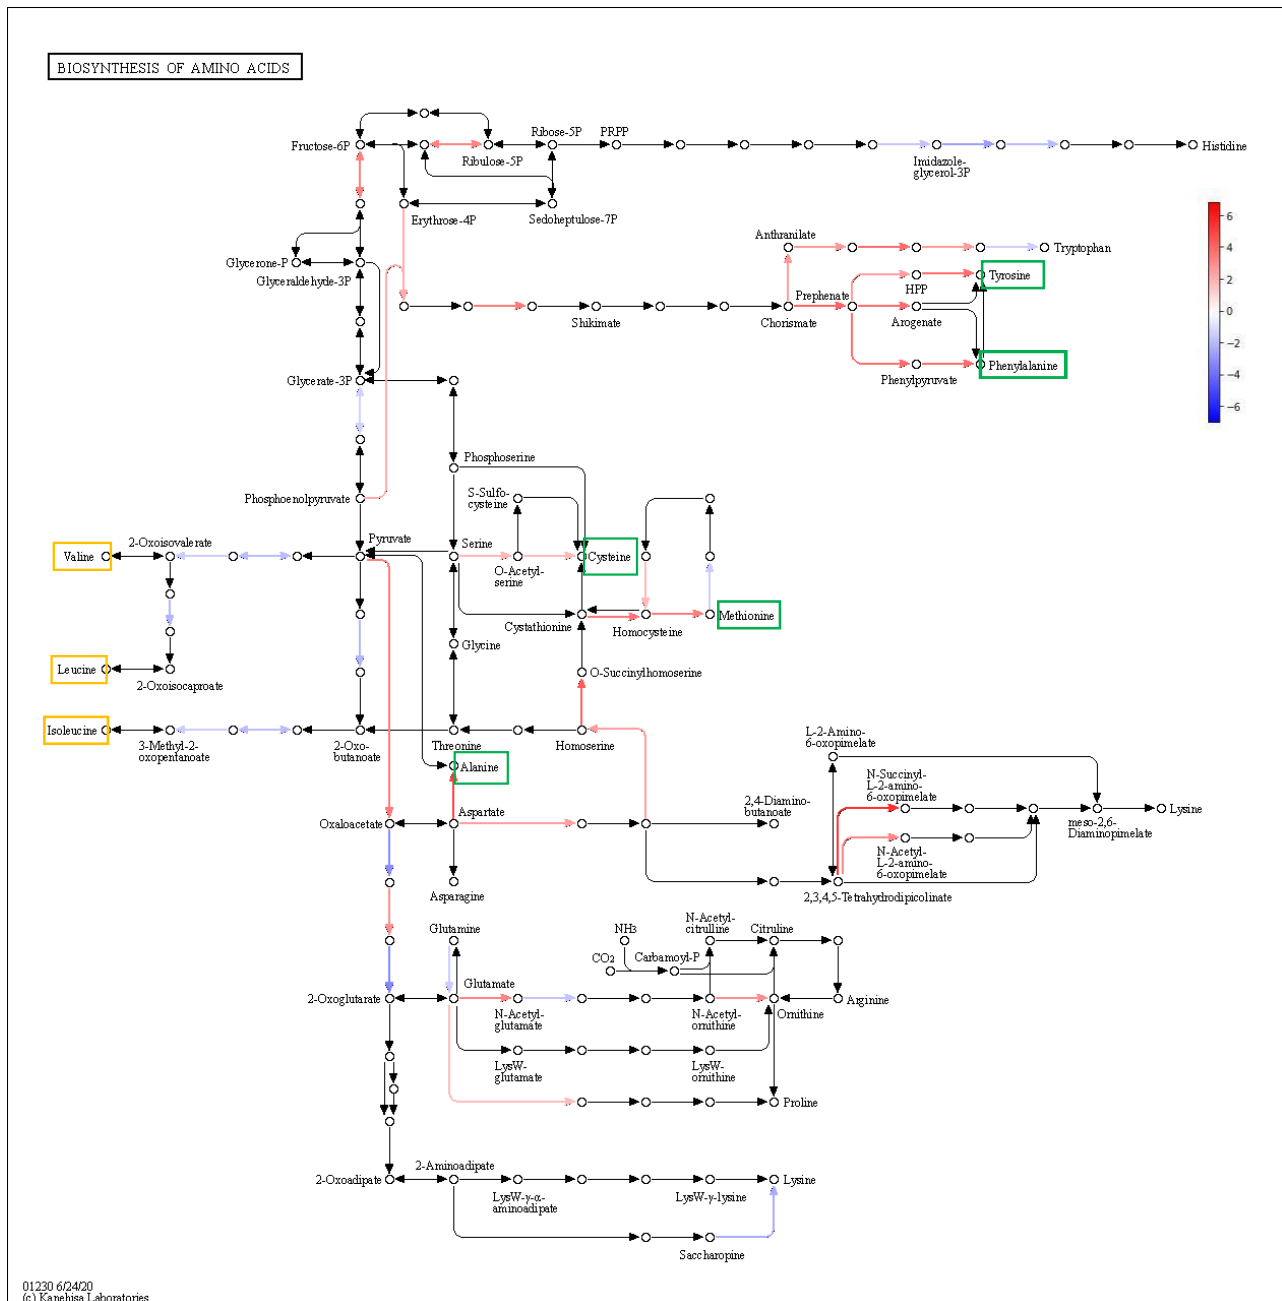 BIOSYNTHESIS OF AMINO ACIDS
Fructose-6P
Ribulose-5P
Ribose-5P
PRPP
Imidazole-
glycerol-3P
Histidine
Erythrose-4P
Sedoheptulose-7P
Glycerone-P
Glyceraldehyde-3P
Anthranilate
Tryptophan
Prephenate
HPP
Tyrosine
Shikimate
Chorismate
Arogenate
Phenylpyruvate
Phenylalanine
6
4
2
0
−2
−4
−6
Glycerate-3P
Phosphoserine
Phosphoenolpyruvate
S-Sulfo-
cysteine
Valine
2-Oxoisovalerate
Pyruvate
Serine
O-Acetyl-
serine
Cysteine
Cystathionine
Homocysteine
Methionine
Glycine
Leucine
2-Oxoisocaproate
O-Succinylhomoserine
Isoleucine
3-Methyl-2-
oxopentanoate
2-Oxo-
butanoate
Threonine
Homoserine
Alanine
L-2-Amino-
6-oxopimelate
N-Succinyl-
L-2-amino-
6-oxopimelate
2,4-Diamino-
butanoate
Oxaloacetate
Aspartate
Lysine
meso-2,6-
Diaminopimelate
N-Acetyl-
L-2-amino-
6-oxopimelate
Asparagine
2,3,4,5-Tetrahydrodipicolinate
Glutamine
NH3
N-Acetyl-
citrulline
Citruline
CO2
Carbamoyl-P
2-Oxoglutarate
Glutamate
N-Acetyl-
glutamate
N-Acetyl-
ornithine
Ornithine
Arginine
LysW-
glutamate
LysW-
ornithine
Proline
2-Oxoadipate
2-Aminoadipate
LysW-γ-α-
aminoadipate
LysW-γ-lysine
Lysine
Saccharopine
01230 6/24/20
(c) Kanehisa Laboratories